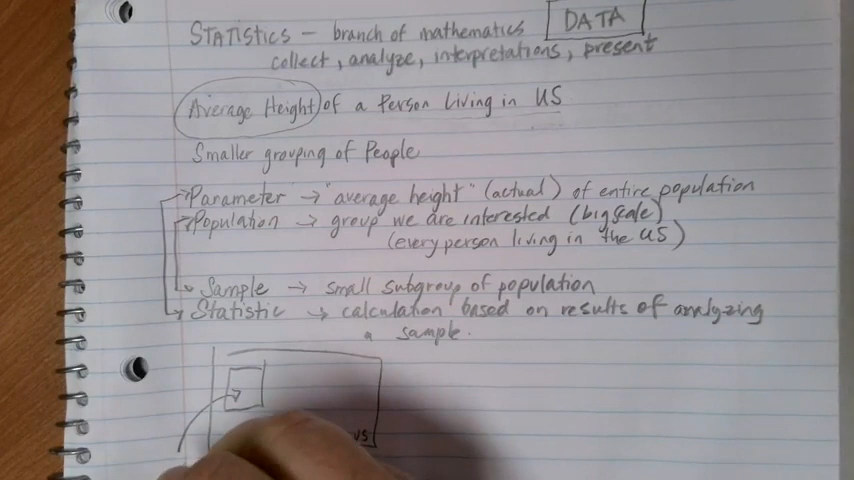 STATISTICS — branch of mathematics DATA
collect, analyze, interpretations, present
Average Height of a Person Living in US
Smaller grouping of People
Parameter → "average height" (actual) of entire population
Population → group we are interested (big scale)
(every person living in the US)
Sample → small subgroup of population
Statistic → calculation based on results of analyzing
a sample.
US